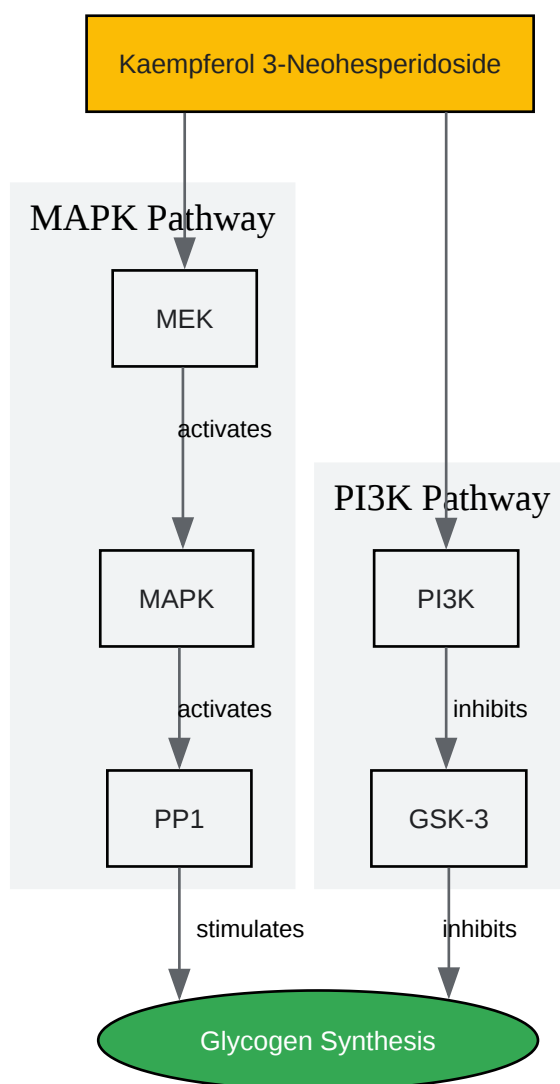 Kaempferol 3-Neohesperidoside
MAPK Pathway
MEK
activates
PI3K Pathway
MAPK
PI3K
activates
inhibits
PP1
GSK-3
stimulates
inhibits
Glycogen Synthesis